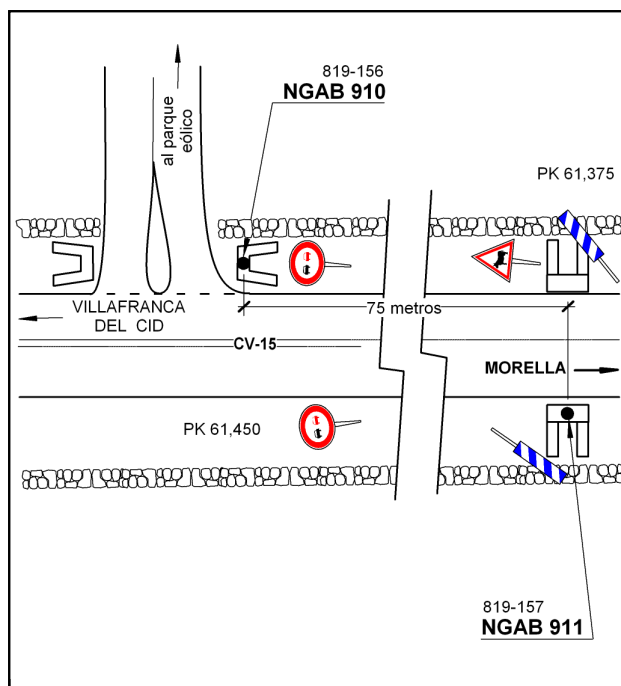 819-156
NGAB 910
al parque
eólico
PK 61,375
75 metros
VILLAFRANCA
DEL CID
CV-15
MORELLA
PK 61,450
819-157
NGAB 911